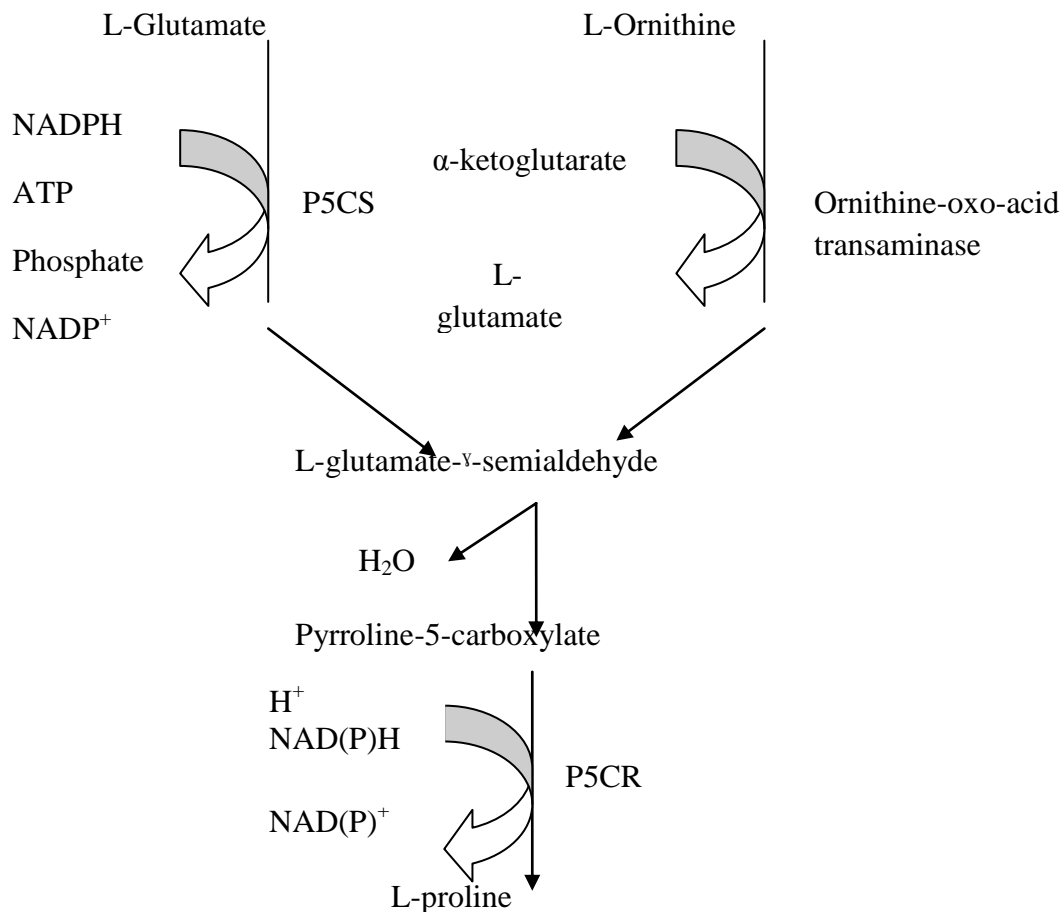 L-Glutamate
L-Ornithine
NADPH
ATP
Phosphate
NADP⁺
P5CS
α-ketoglutarate
L-
glutamate
Ornithine-oxo-acid
transaminase
L-glutamate-ˠ-semialdehyde
H₂O
Pyrroline-5-carboxylate
H⁺
NAD(P)H
NAD(P)⁺
P5CR
L-proline